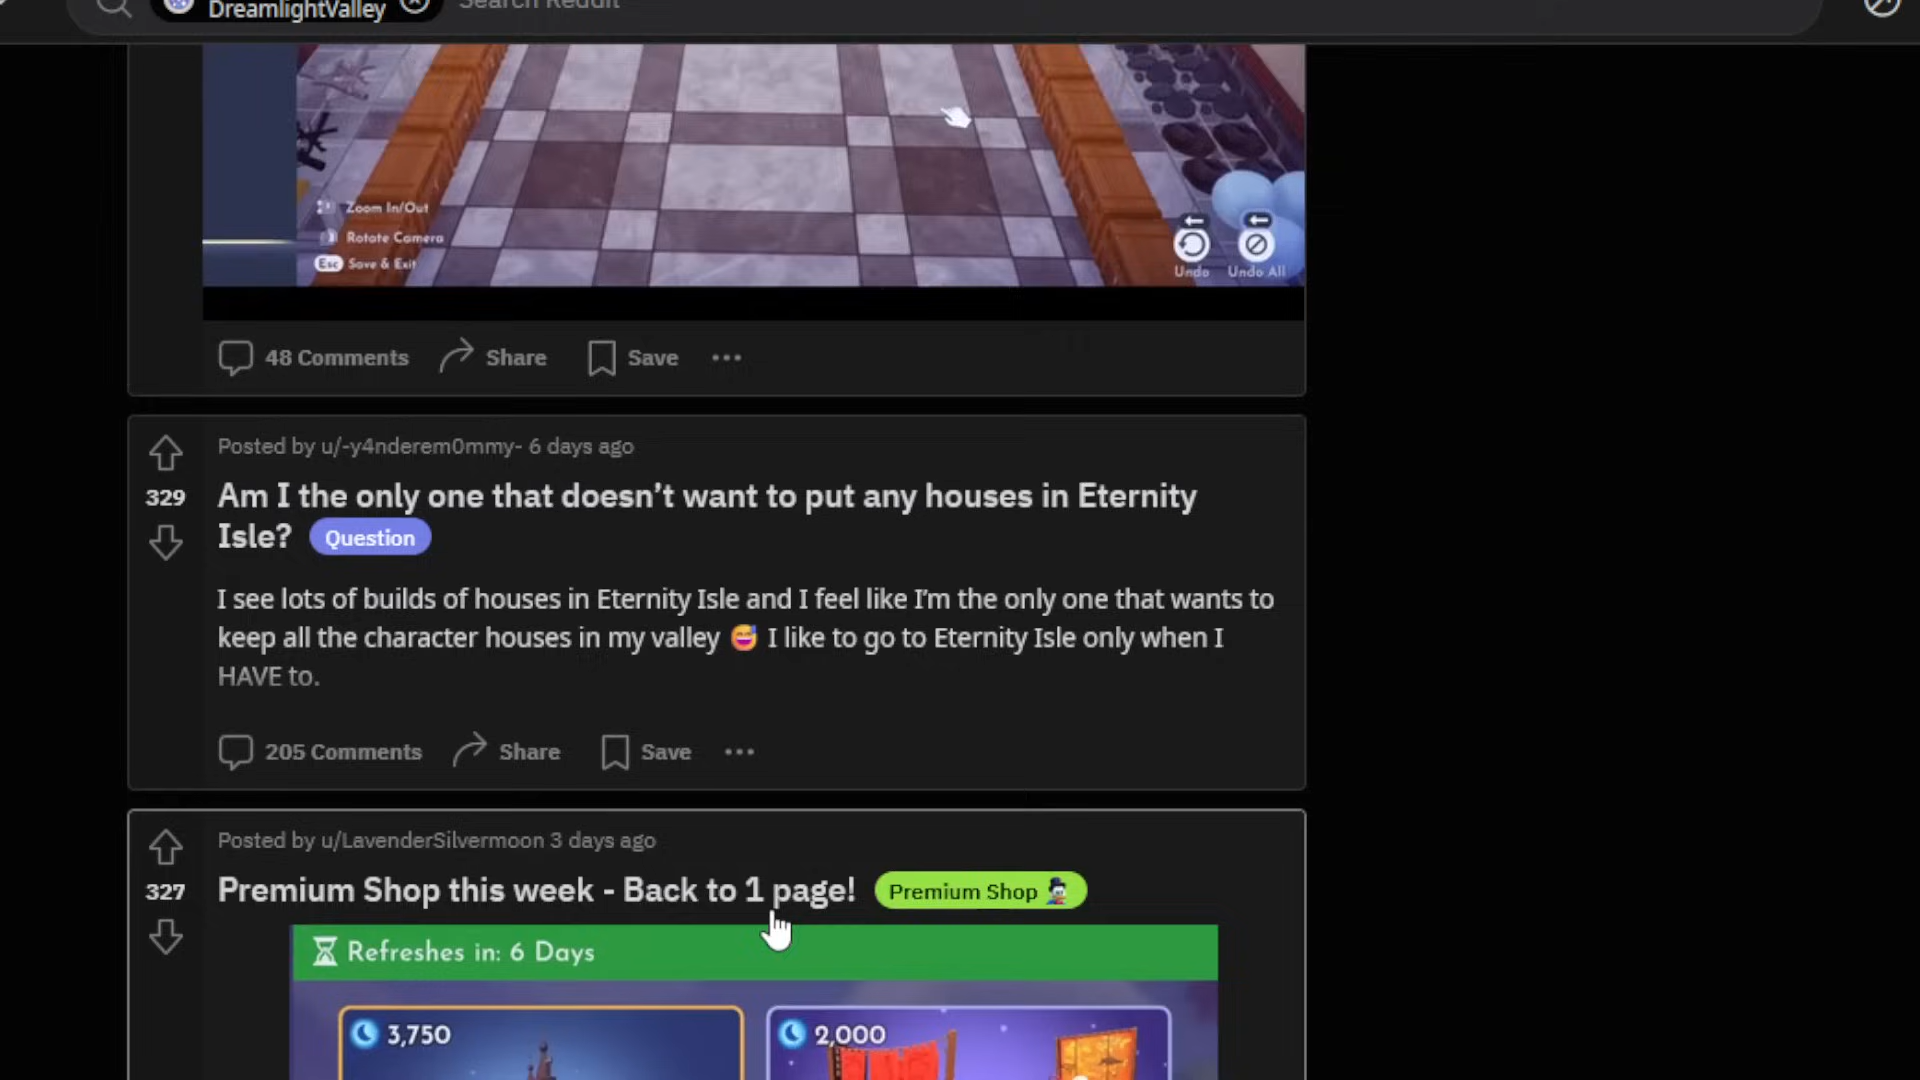 DreamlightValley Search Reddit
Zoom In/Out
Rotate Camera
Esc Save & Exit
Undo Undo All
48 Comments Share Save
Posted by u/-y4nderem0mmy- 6 days ago
329
Am I the only one that doesn’t want to put any houses in Eternity
Isle? Question
I see lots of builds of houses in Eternity Isle and I feel like I’m the only one that wants to
keep all the character houses in my valley 😅 I like to go to Eternity Isle only when I
HAVE to.
205 Comments Share Save
Posted by u/LavenderSilvermoon 3 days ago
327
Premium Shop this week - Back to 1 page! Premium Shop
Refreshes in: 6 Days
3,750 2,000